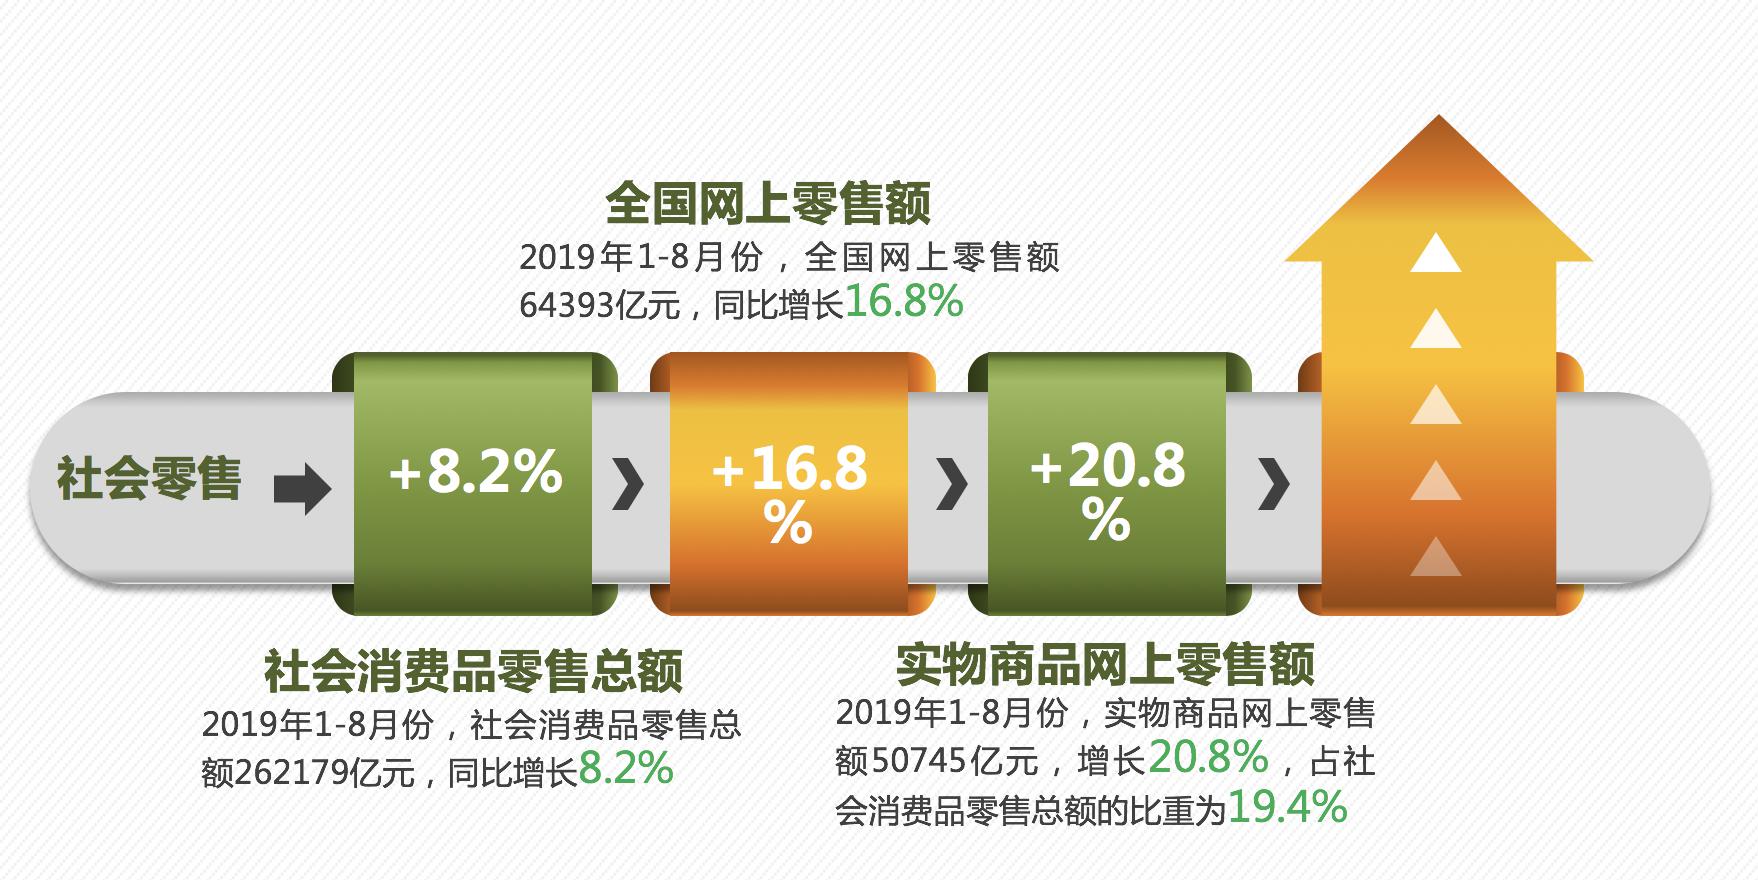 全国网上零售额
2019年1-8月份，全国网上零售额
64393亿元，同比增长16.8%
社会零售
+8.2%
+16.8
%
+20.8
%
社会消费品零售总额
2019年1-8月份，社会消费品零售总
额262179亿元，同比增长8.2%
实物商品网上零售额
2019年1-8月份，实物商品网上零售
额50745亿元，增长20.8%，占社
会消费品零售总额的比重为19.4%